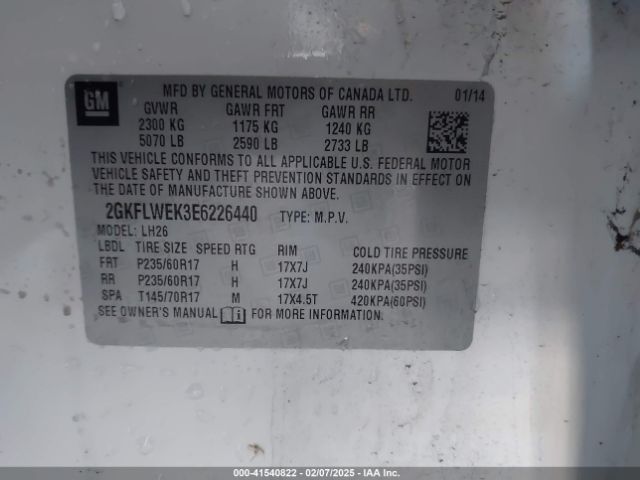 GM
MFD BY GENERAL MOTORS OF CANADA LTD. 01/14
GVWR GAWR FRT GAWR RR
2300 KG 1175 KG 1240 KG
5070 LB 2590 LB 2733 LB
THIS VEHICLE CONFORMS TO ALL APPLICABLE U.S. FEDERAL MOTOR
VEHICLE SAFETY AND THEFT PREVENTION STANDARDS IN EFFECT ON
THE DATE OF MANUFACTURE SHOWN ABOVE.
2GKFLWEK3E6226440 TYPE: M.P.V.
MODEL: LH26
LBDL TIRE SIZE SPEED RTG RIM COLD TIRE PRESSURE
FRT P235/60R17 H 17X7J 240KPA(35PSI)
RR P235/60R17 H 17X7J 240KPA(35PSI)
SPA T145/70R17 M 17X4.5T 420KPA(60PSI)
SEE OWNER'S MANUAL FOR MORE INFORMATION.
000-41540822 - 02/07/2025 - IAA Inc.